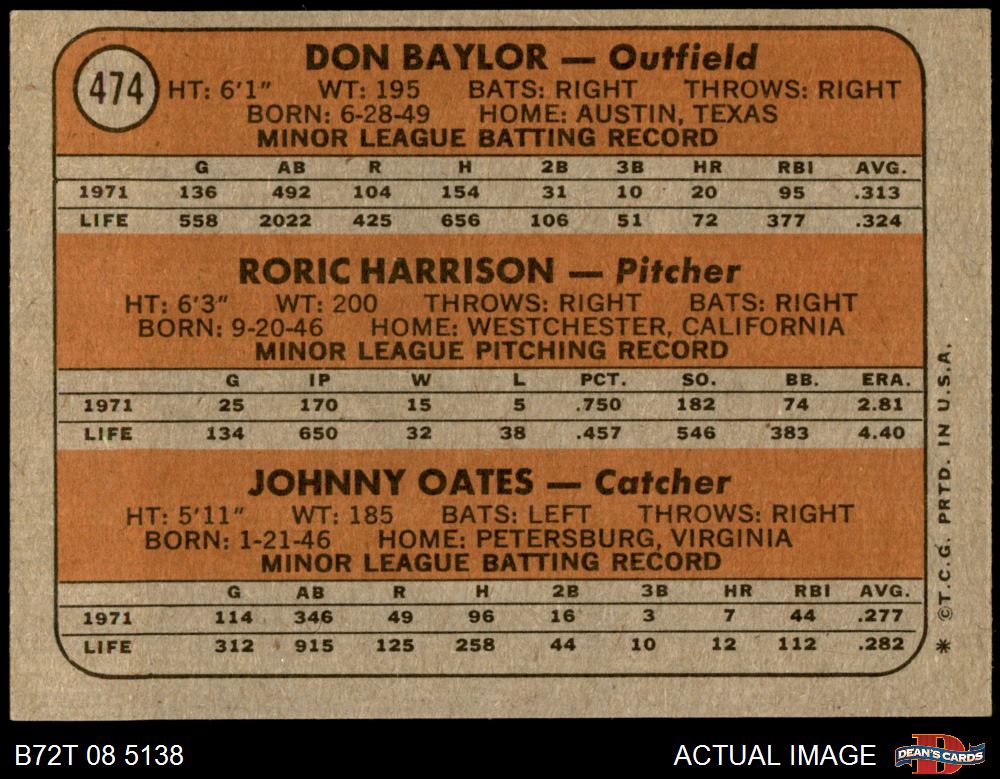 474
DON BAYLOR — Outfield
HT: 6'1" WT: 195 BATS: RIGHT THROWS: RIGHT
BORN: 6-28-49 HOME: AUSTIN, TEXAS
MINOR LEAGUE BATTING RECORD
G AB R H 2B 3B HR RBI AVG.
1971 136 492 104 154 31 10 20 95 .313
LIFE 558 2022 425 656 106 51 72 377 .324
RORIC HARRISON — Pitcher
HT: 6'3" WT: 200 THROWS: RIGHT BATS: RIGHT
BORN: 9-20-46 HOME: WESTCHESTER, CALIFORNIA
MINOR LEAGUE PITCHING RECORD
G IP W L PCT. SO. BB. ERA.
1971 25 170 15 5 .750 182 74 2.81
LIFE 134 650 32 38 .457 546 383 4.40
JOHNNY OATES — Catcher
HT: 5'11" WT: 185 BATS: LEFT THROWS: RIGHT
BORN: 1-21-46 HOME: PETERSBURG, VIRGINIA
MINOR LEAGUE BATTING RECORD
G AB R H 2B 3B HR RBI AVG.
1971 114 346 49 96 16 3 7 44 .277
LIFE 312 915 125 258 44 10 12 112 .282
* ©T.C.G. PRTD. IN U.S.A.
B72T 08 5138
ACTUAL IMAGE
D
DEAN'S CARDS